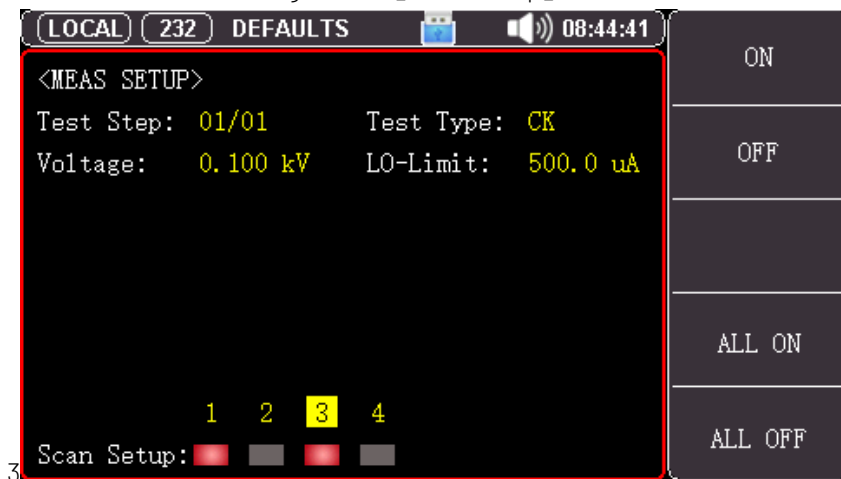 (LOCAL) (232) DEFAULTS 08:44:41
<MEAS SETUP>
Test Step: 01/01 Test Type: CK
Voltage: 0.100 kV LO-Limit: 500.0 uA
1 2 3 4
Scan Setup:
ON
OFF
ALL ON
ALL OFF
3